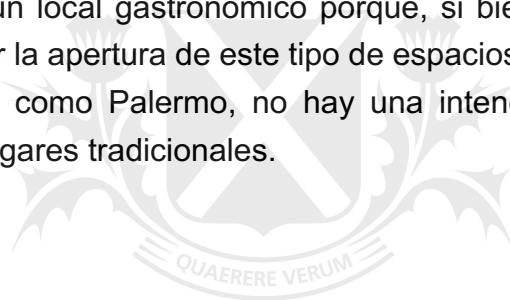 un local gastronómico porque, si bie
r la apertura de este tipo de espacios
como Palermo, no hay una inten
gares tradicionales.
QUAERERE VERUM